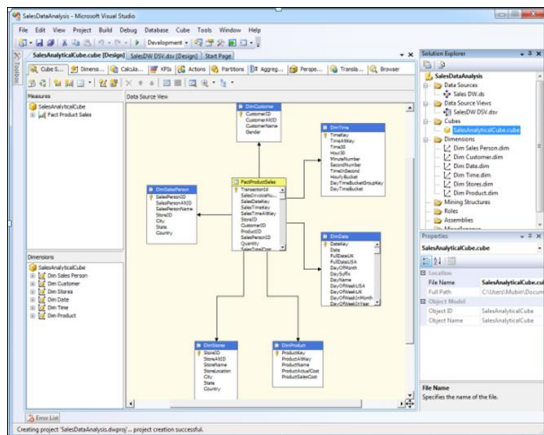 SalesDataAnalysis - Microsoft Visual Studio
File Edit View Project Build Debug Database Cube Tools Window Help
Development
SalesAnalyticalCube.cube [Design] SalesDW DSV.dsv [Design] Start Page
Cube S... Dimens... Calcula... KPIs Actions Partitions Aggreg... Perspe... Transla... Browser
Measures
SalesAnalyticalCube
Fact Product Sales
Dimensions
SalesAnalyticalCube
Dim Sales Person
Dim Customer
Dim Stores
Dim Date
Dim Time
Dim Product
Data Source View
DimCustomer
CustomerID
CustomerAltID
CustomerName
Gender
DimTime
TimeKey
TimeAltKey
Time30
Hour30
MinuteNumber
SecondNumber
TimeInSecond
HourlyBucket
DayTimeBucketGroupKey
DayTimeBucket
DimSalesPerson
SalesPersonID
SalesPersonAltID
SalesPersonName
StoreID
City
State
Country
FactProductSales
TransactionId
SalesInvoiceNu...
SalesDateKey
SalesTimeKey
SalesTimeAltKey
StoreID
CustomerID
ProductID
SalesPersonID
Quantity
SalesTotalCost
DimDate
DateKey
Date
FullDateUK
FullDateUSA
DayOfMonth
DaySuffix
DayName
DayOfWeekUSA
DayOfWeekUK
DayOfWeekInMonth
DayOfWeekInYear
DimStores
StoreID
StoreAltID
StoreName
StoreLocation
City
State
Country
DimProduct
ProductKey
ProductAltKey
ProductName
ProductActualCost
ProductSalesCost
Solution Explorer
SalesDataAnalysis
Data Sources
Sales DW.ds
Data Source Views
SalesDW DSV.dsv
Cubes
SalesAnalyticalCube.cube
Dimensions
Dim Sales Person.dim
Dim Customer.dim
Dim Date.dim
Dim Time.dim
Dim Stores.dim
Dim Product.dim
Mining Structures
Roles
Assemblies
Miscellaneous
Properties
SalesAnalyticalCube.cube
Location
File Name SalesAnalyticalCube.cu
Full Path C:\Users\Mubin\Docum
Object Model
Object ID SalesAnalyticalCube
Object Name SalesAnalyticalCube
File Name
Specifies the name of the file.
Toolbox
Error List
Creating project 'SalesDataAnalysis.dwproj'... project creation successful.